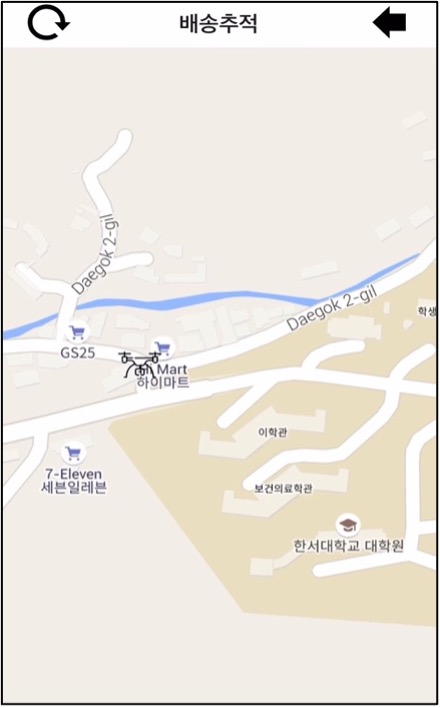 배송추적
Daegok 2-gil
Daegok 2-gil
학생
GS25
Mart
하이마트
이학관
7-Eleven
세븐일레븐
보건의료학관
한서대학교 대학원